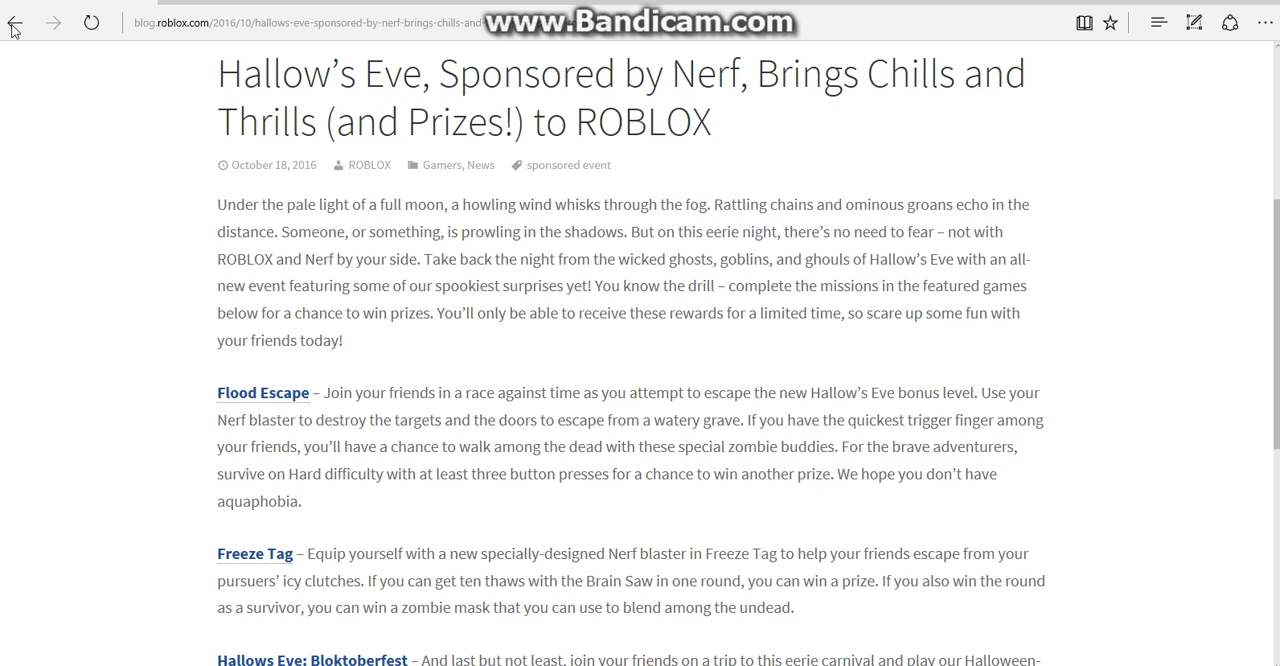 www.Bandicam.com
blog.roblox.com/2016/10/hallows-eve-sponsored-by-nerf-brings-chills-and-
Hallow’s Eve, Sponsored by Nerf, Brings Chills and
Thrills (and Prizes!) to ROBLOX
October 18, 2016 ROBLOX Gamers, News sponsored event
Under the pale light of a full moon, a howling wind whisks through the fog. Rattling chains and ominous groans echo in the
distance. Someone, or something, is prowling in the shadows. But on this eerie night, there’s no need to fear – not with
ROBLOX and Nerf by your side. Take back the night from the wicked ghosts, goblins, and ghouls of Hallow’s Eve with an all-
new event featuring some of our spookiest surprises yet! You know the drill – complete the missions in the featured games
below for a chance to win prizes. You’ll only be able to receive these rewards for a limited time, so scare up some fun with
your friends today!
Flood Escape – Join your friends in a race against time as you attempt to escape the new Hallow’s Eve bonus level. Use your
Nerf blaster to destroy the targets and the doors to escape from a watery grave. If you have the quickest trigger finger among
your friends, you’ll have a chance to walk among the dead with these special zombie buddies. For the brave adventurers,
survive on Hard difficulty with at least three button presses for a chance to win another prize. We hope you don’t have
aquaphobia.
Freeze Tag – Equip yourself with a new specially-designed Nerf blaster in Freeze Tag to help your friends escape from your
pursuers’ icy clutches. If you can get ten thaws with the Brain Saw in one round, you can win a prize. If you also win the round
as a survivor, you can win a zombie mask that you can use to blend among the undead.
Hallows Eve: Bloktoberfest – And last but not least, join your friends on a trip to this eerie carnival and play our Halloween-